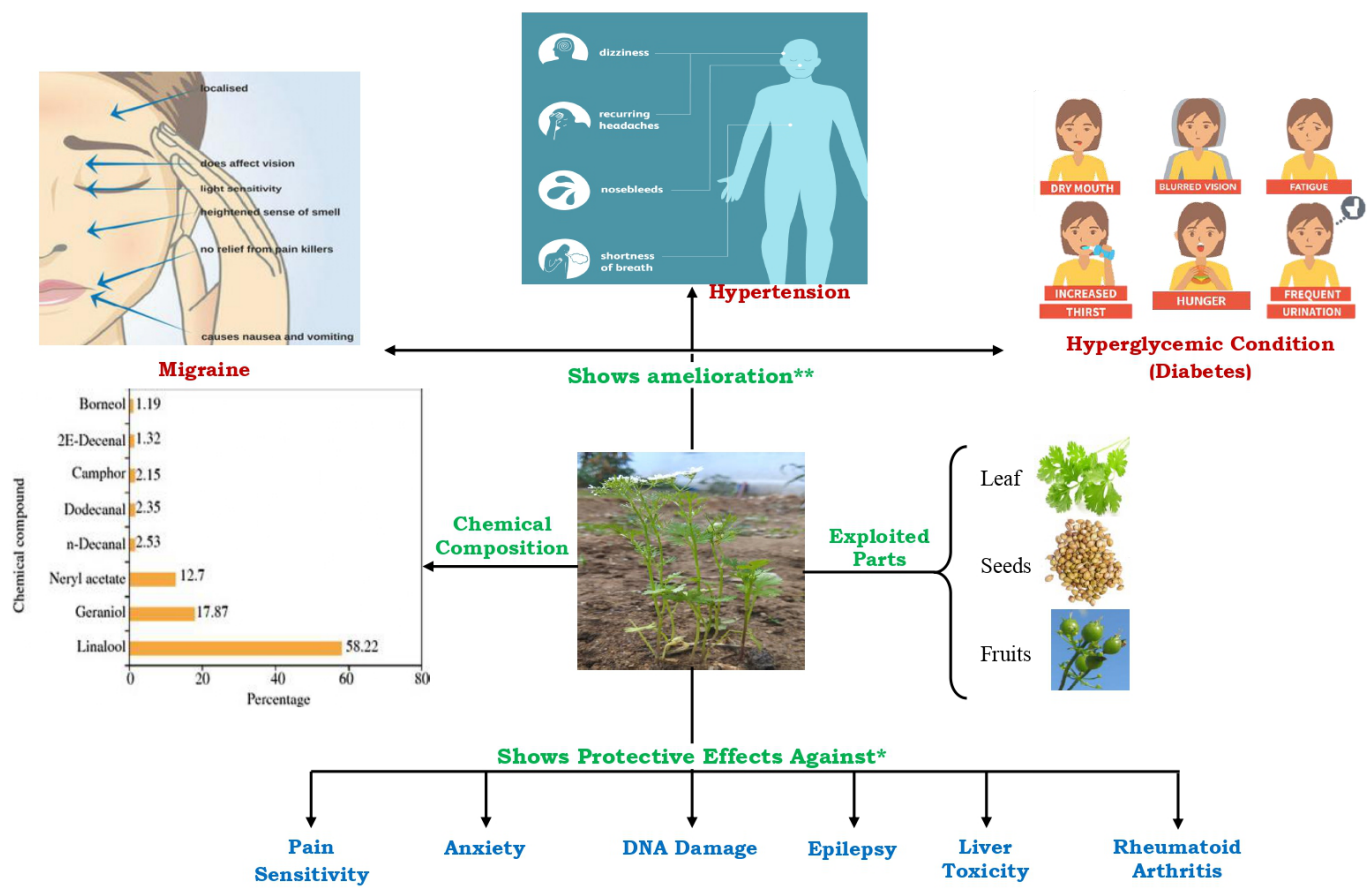 localised
does affect vision
light sensitivity
heightened sense of smell
no relief from pain killers
causes nausea and vomiting
Migraine
dizziness
recurring
headaches
nosebleeds
shortness
of breath
Hypertension
DRY MOUTH
BLURRED VISION
FATIGUE
INCREASED
THIRST
HUNGER
FREQUENT
URINATION
Hyperglycemic Condition
(Diabetes)
Shows amelioration**
Chemical compound
Borneol 1.19
2E-Decenal 1.32
Camphor 2.15
Dodecanal 2.35
n-Decanal 2.53
Neryl acetate 12.7
Geraniol 17.87
Linalool 58.22
0 20 40 60 80
Percentage
Chemical
Composition
Exploited
Parts
Leaf
Seeds
Fruits
Shows Protective Effects Against*
Pain
Sensitivity
Anxiety
DNA Damage
Epilepsy
Liver
Toxicity
Rheumatoid
Arthritis